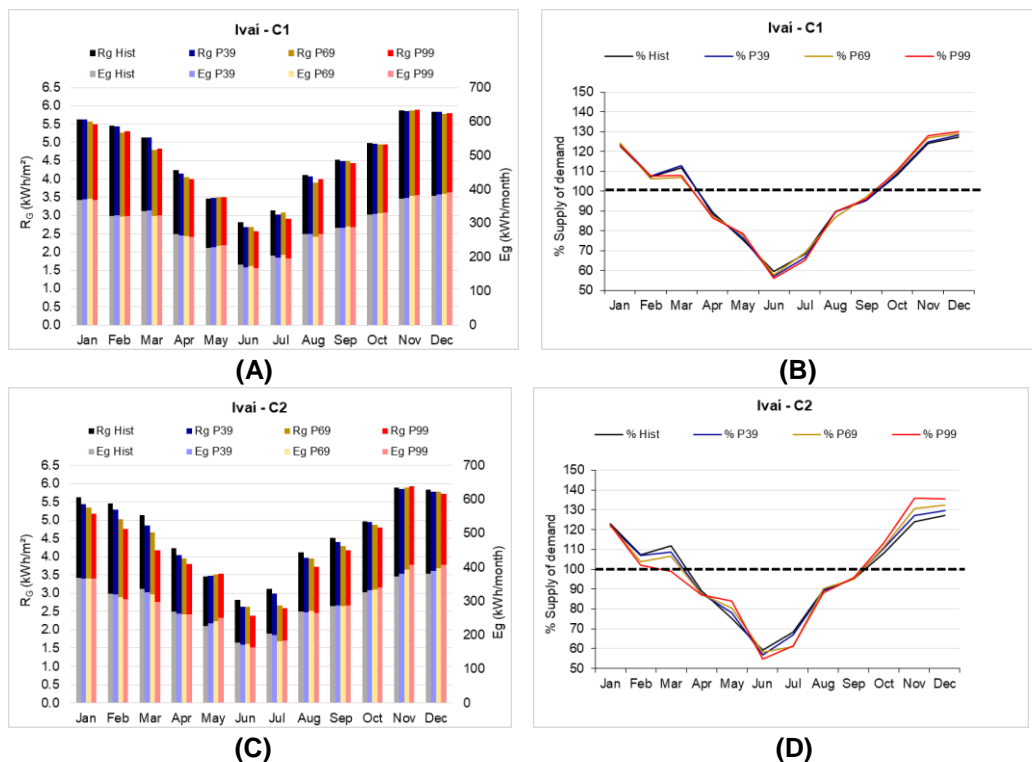 Ivaí - C1
Rg Hist Rg P39 Rg P69 Rg P99
Eg Hist Eg P39 Eg P69 Eg P99
6.5
6.0
5.5
5.0
4.5
4.0
3.5
3.0
2.5
2.0
1.5
1.0
0.5
0.0
R_G (kWh/m²)
700
600
500
400
300
200
100
0
Eg (kWh/month)
Jan Feb Mar Apr May Jun Jul Aug Sep Oct Nov Dec
(A)
Ivaí - C1
% Hist % P39 % P69 % P99
150
140
130
120
110
100
90
80
70
60
50
% Supply of demand
Jan Feb Mar Apr May Jun Jul Aug Sep Oct Nov Dec
(B)
Ivaí - C2
Rg Hist Rg P39 Rg P69 Rg P99
Eg Hist Eg P39 Eg P69 Eg P99
6.5
6.0
5.5
5.0
4.5
4.0
3.5
3.0
2.5
2.0
1.5
1.0
0.5
0.0
R_G (kWh/m²)
700
600
500
400
300
200
100
0
Eg (kWh/month)
Jan Feb Mar Apr May Jun Jul Aug Sep Oct Nov Dec
(C)
Ivaí - C2
% Hist % P39 % P69 % P99
150
140
130
120
110
100
90
80
70
60
50
% Supply of demand
Jan Feb Mar Apr May Jun Jul Aug Sep Oct Nov Dec
(D)